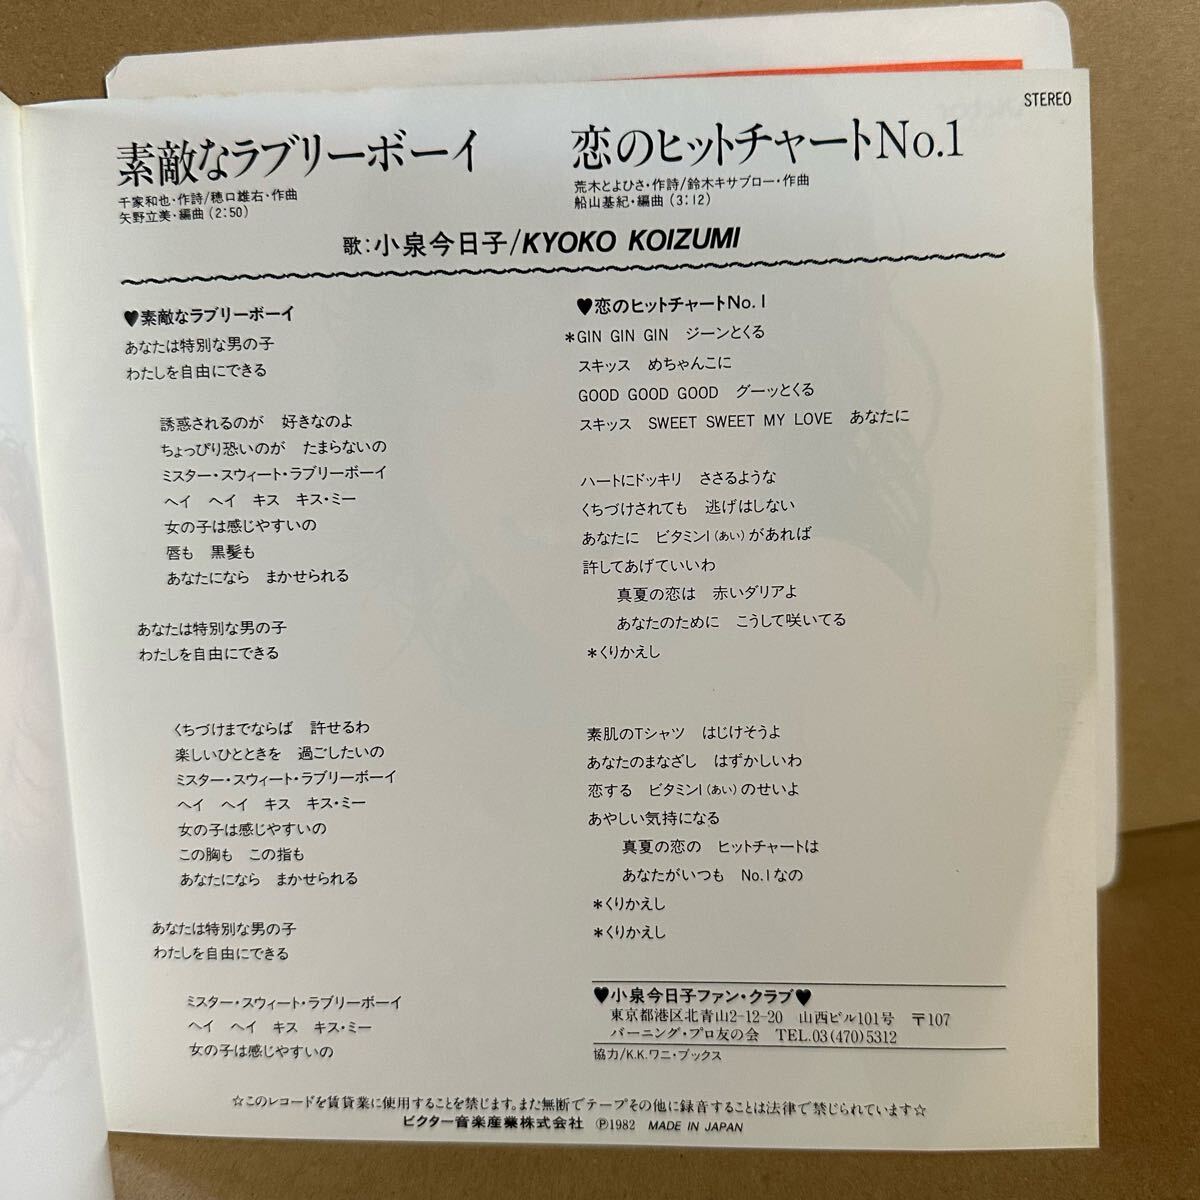 STEREO
素敵なラブリーボーイ
千家和也・作詩/穂口雄右・作曲
矢野立美・編曲(2:50)
恋のヒットチャートNo.1
荒木とよひさ・作詩/鈴木キサブロー・作曲
船山基紀・編曲(3:12)
歌:小泉今日子/KYOKO KOIZUMI
♥素敵なラブリーボーイ
あなたは特別な男の子
わたしを自由にできる
誘惑されるのが 好きなのよ
ちょっぴり恐いのが たまらないの
ミスター・スウィート・ラブリーボーイ
ヘイ ヘイ キス キス・ミー
女の子は感じやすいの
唇も 黒髪も
あなたになら まかせられる
あなたは特別な男の子
わたしを自由にできる
くちづけまでならば 許せるわ
楽しいひとときを 過ごしたいの
ミスター・スウィート・ラブリーボーイ
ヘイ ヘイ キス キス・ミー
女の子は感じやすいの
この胸も この指も
あなたになら まかせられる
あなたは特別な男の子
わたしを自由にできる
ミスター・スウィート・ラブリーボーイ
ヘイ ヘイ キス キス・ミー
女の子は感じやすいの
♥恋のヒットチャートNo.1
*GIN GIN GIN ジーンとくる
スキッス めちゃんこに
GOOD GOOD GOOD グーッとくる
スキッス SWEET SWEET MY LOVE あなたに
ハートにドッキリ ささるような
くちづけされても 逃げはしない
あなたに ビタミンI(あい)があれば
許してあげていいわ
真夏の恋は 赤いダリアよ
あなたのために こうして咲いてる
*くりかえし
素肌のTシャツ はじけそうよ
あなたのまなざし はずかしいわ
恋する ビタミンI(あい)のせいよ
あやしい気持になる
真夏の恋の ヒットチャートは
あなたがいつも No.1なの
*くりかえし
*くりかえし
♥小泉今日子ファン・クラブ♥
東京都港区北青山2-12-20 山西ビル101号 〒107
バーニング・プロ友の会 TEL.03(470)5312
協力/K.K.ワニ・ブックス
☆このレコードを賃貸業に使用することを禁じます。また無断でテープその他に録音することは法律で禁じられています☆
ビクター音楽産業株式会社 ℗1982 MADE IN JAPAN